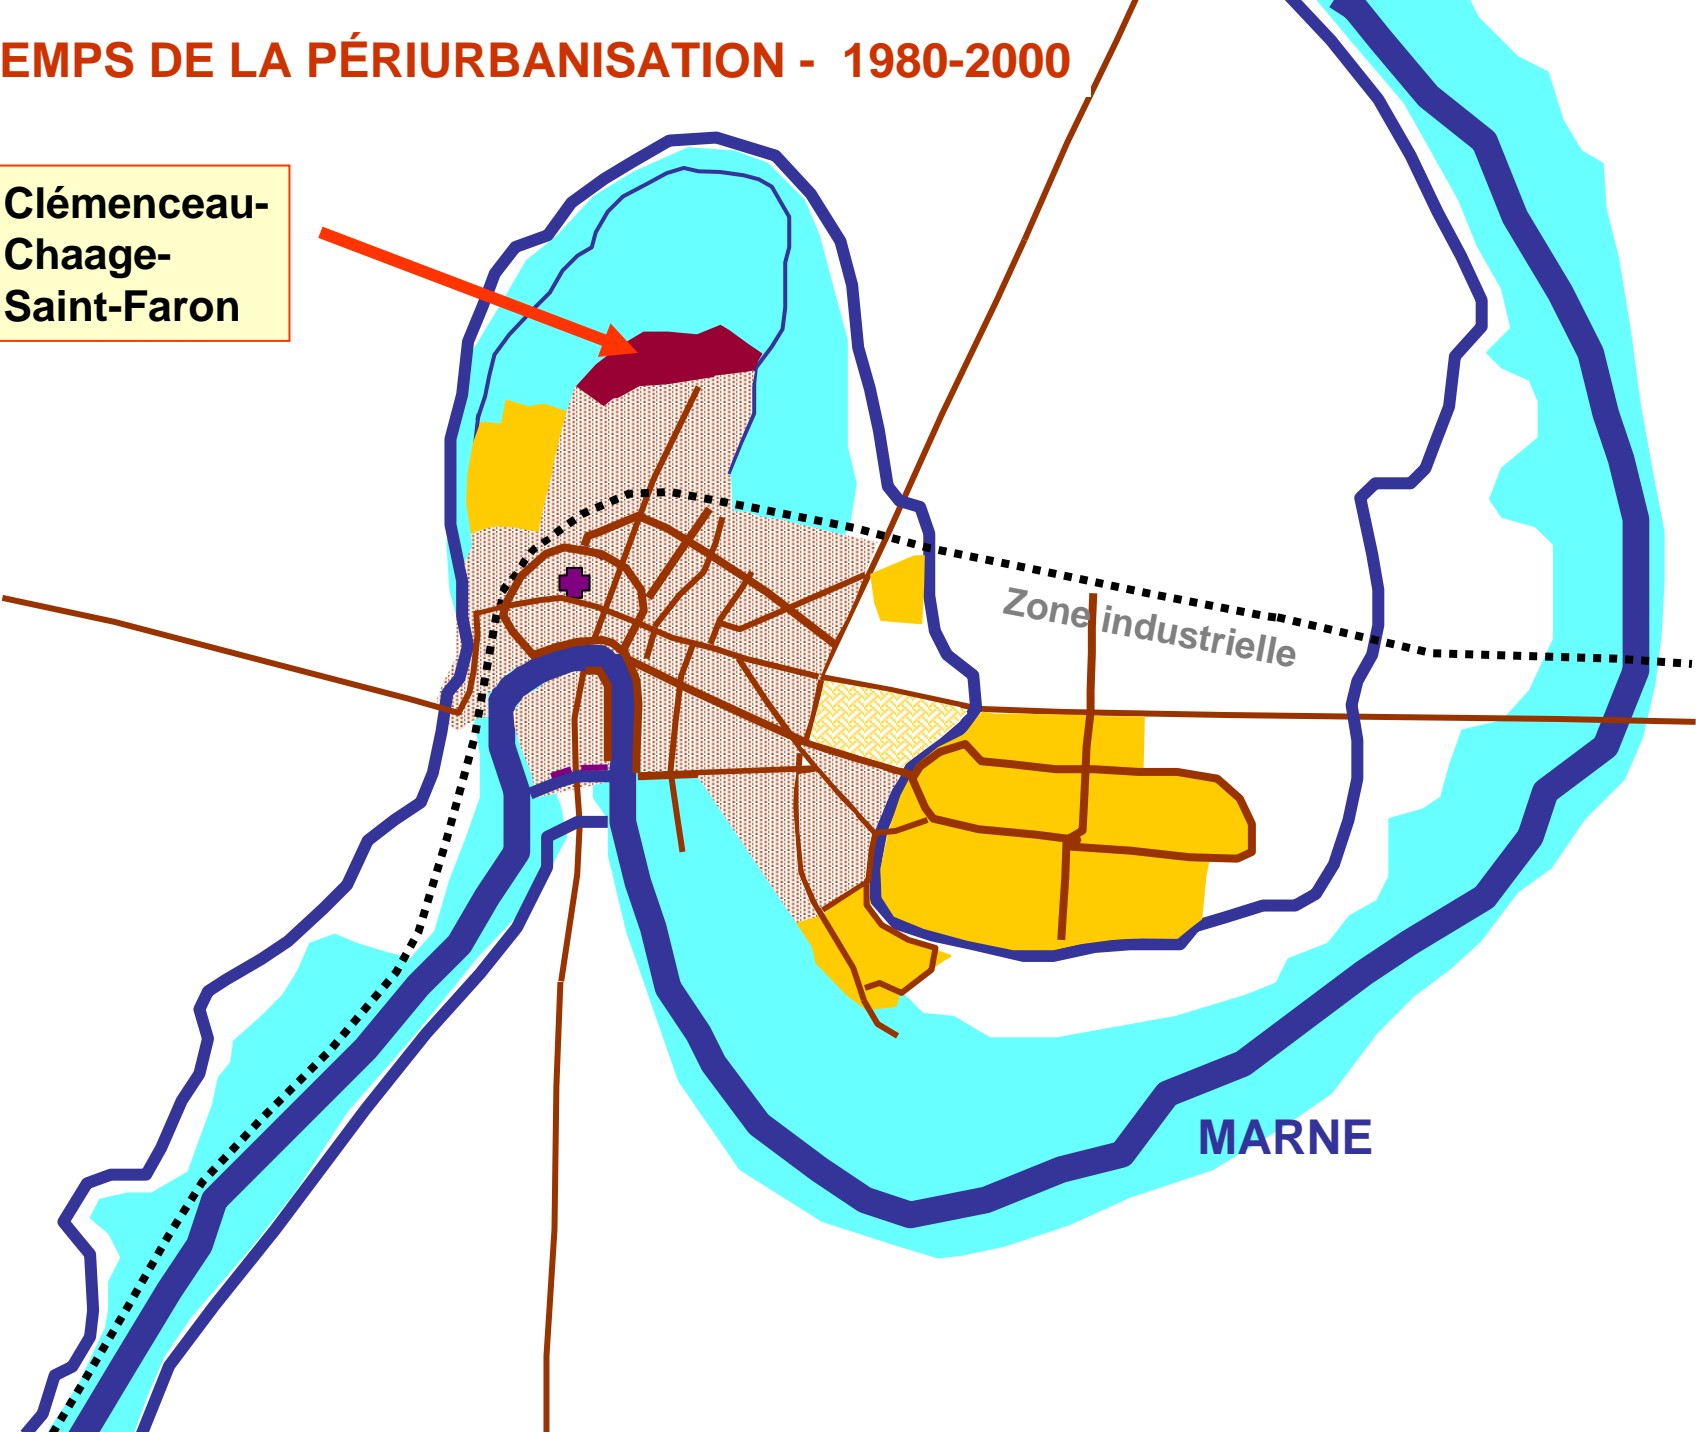 EMPS DE LA PÉRIURBANISATION - 1980-2000
Clémenceau-
Chaage-
Saint-Faron
Zone industrielle
MARNE